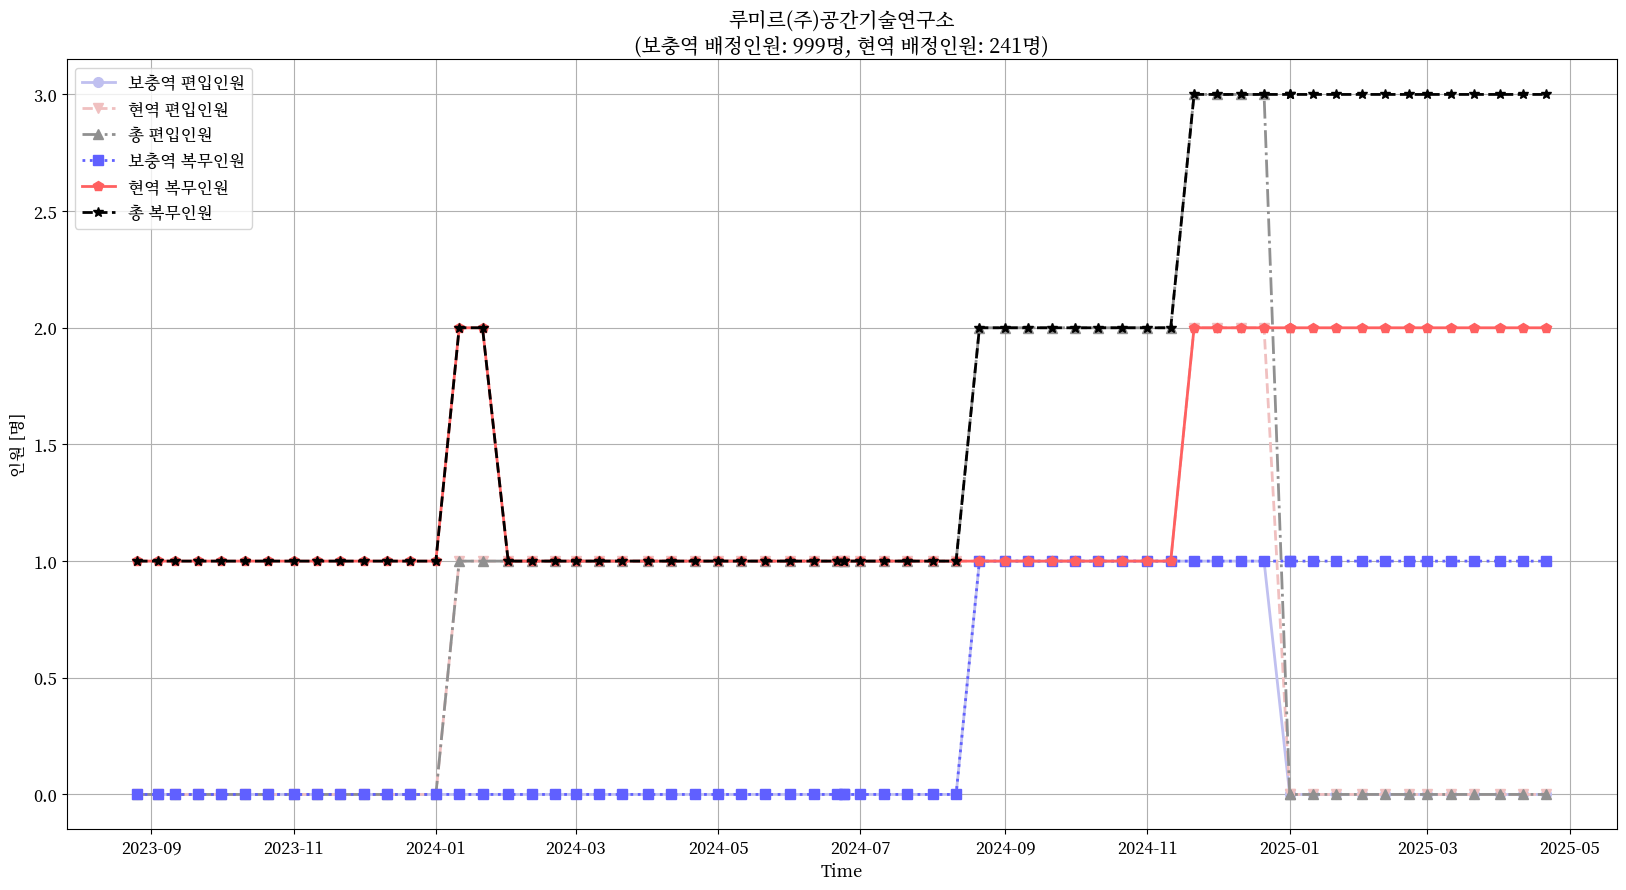 루미르(주)공간기술연구소
(보충역 배정인원: 999명, 현역 배정인원: 241명)
보충역 편입인원
현역 편입인원
총 편입인원
보충역 복무인원
현역 복무인원
총 복무인원
3.0
2.5
2.0
1.5
1.0
0.5
0.0
인원 [명]
2023-09
2023-11
2024-01
2024-03
2024-05
2024-07
2024-09
2024-11
2025-01
2025-03
2025-05
Time